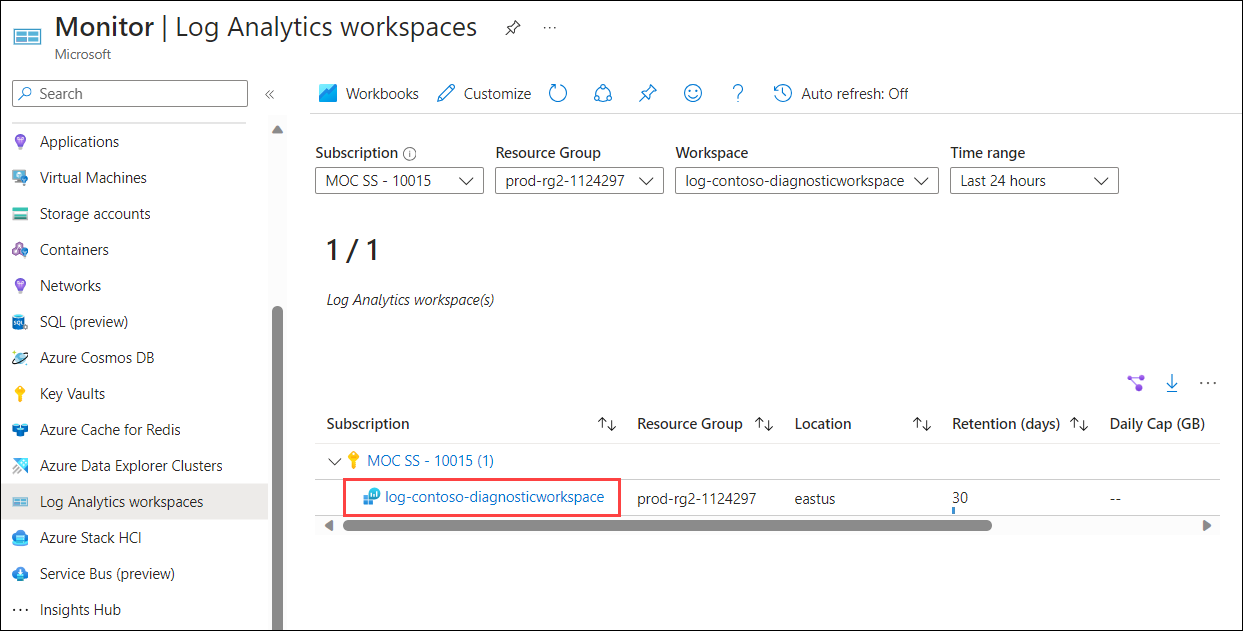 Monitor | Log Analytics workspaces
Microsoft
Search
Applications
Virtual Machines
Storage accounts
Containers
Networks
SQL (preview)
Azure Cosmos DB
Key Vaults
Azure Cache for Redis
Azure Data Explorer Clusters
Log Analytics workspaces
Azure Stack HCI
Service Bus (preview)
Insights Hub
Workbooks Customize ? Auto refresh: Off
Subscription Resource Group Workspace Time range
MOC SS - 10015 prod-rg2-1124297 log-contoso-diagnosticworkspace Last 24 hours
1 / 1
Log Analytics workspace(s)
Subscription Resource Group Location Retention (days) Daily Cap (GB)
MOC SS - 10015 (1)
log-contoso-diagnosticworkspace prod-rg2-1124297 eastus 30 --